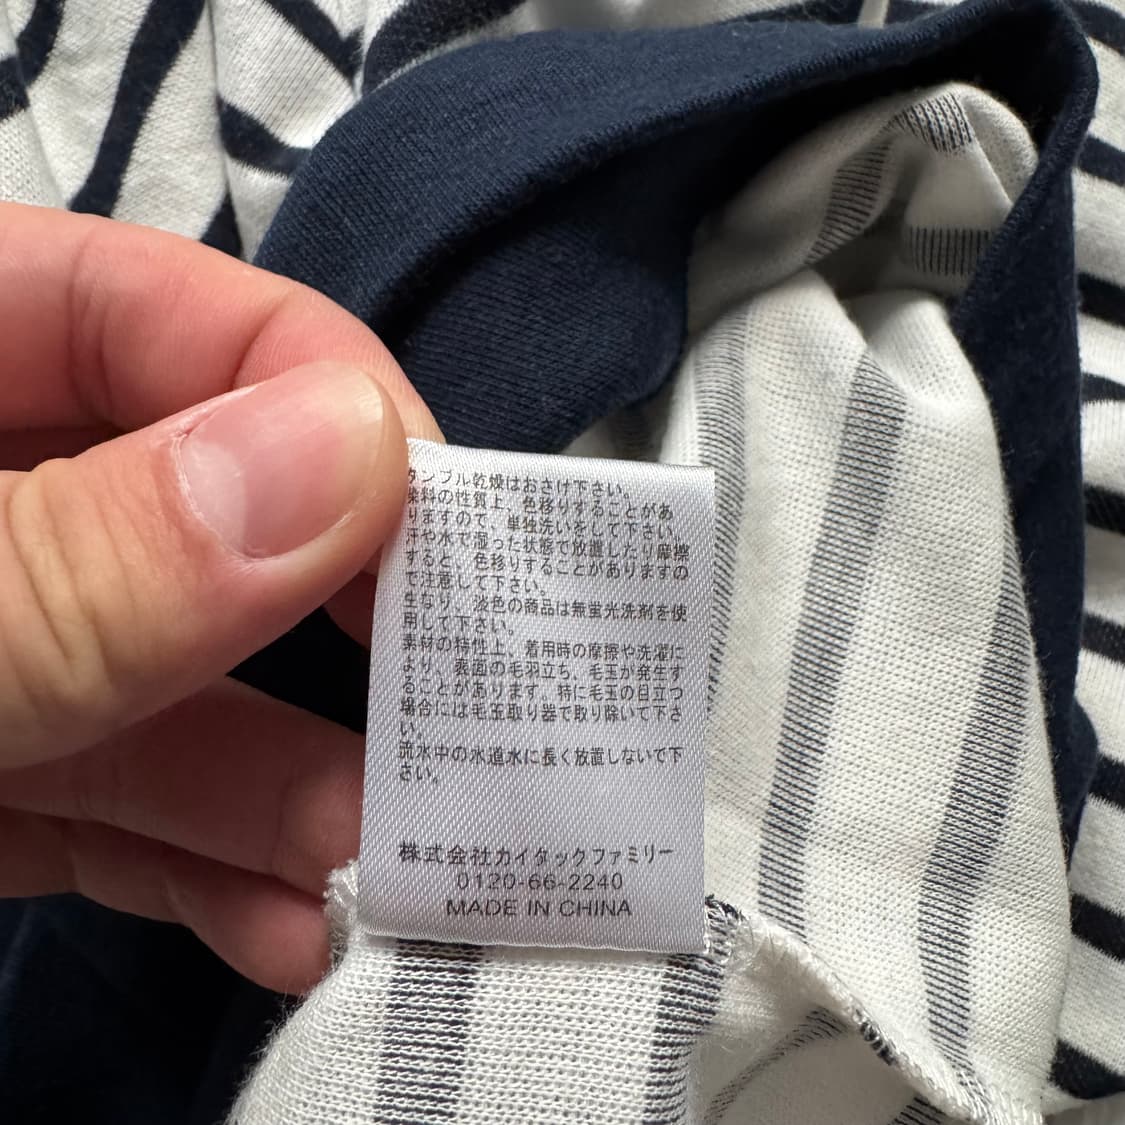 タンブル乾燥はおさけ下さい。
染料の性質上、色移りすることがあ
りますので、単独洗いをして下さい。
汗や水で湿った状態で放置したり摩擦
すると、色移りすることがありますの
で注意して下さい。
生なり、淡色の商品は無蛍光洗剤を使
用して下さい。
素材の特性上、着用時の摩擦や洗濯に
より、表面の毛羽立ち、毛玉が発生す
ることがあります。特に毛玉の目立つ
場合には毛玉取り器で取り除いて下さ
い。
流水中の水道水に長く放置しないで下
さい。
株式会社カイタックファミリー
0120-66-2240
MADE IN CHINA